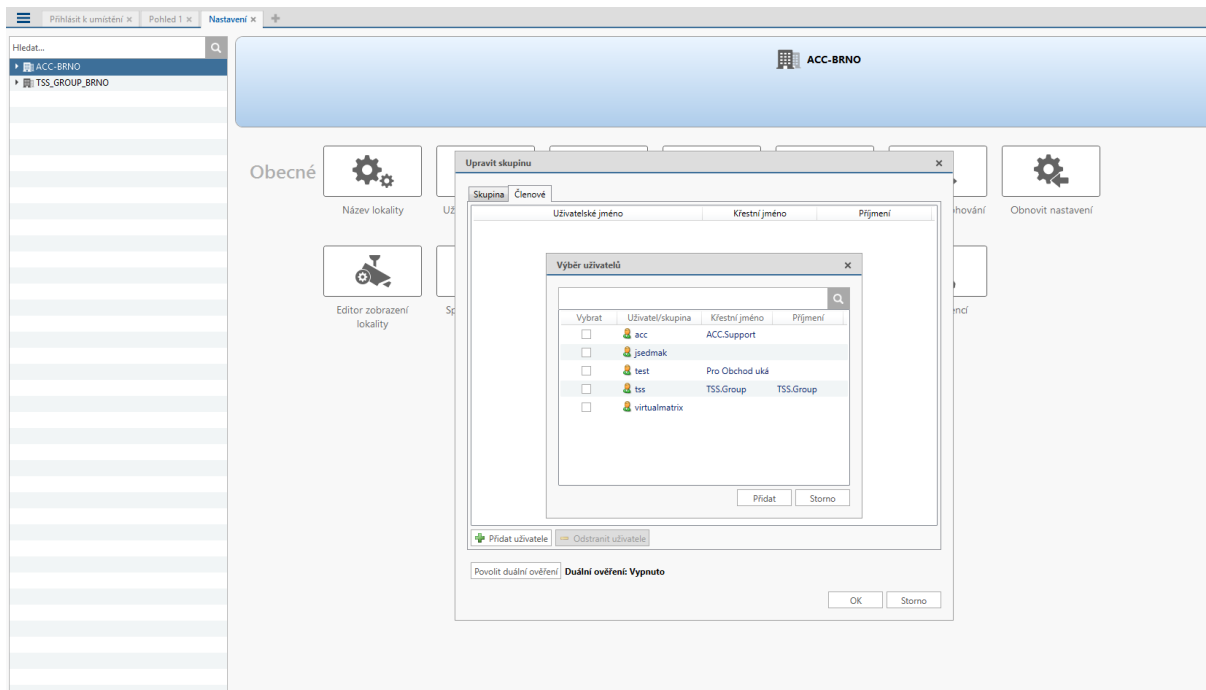 Přihlásit k umístění × Pohled 1 × Nastavení × +
Hledat...
ACC-BRNO
TSS_GROUP_BRNO
ACC-BRNO
Obecné
Název lokality
Obnovit nastavení
Editor zobrazení
lokality
Upravit skupinu ×
Skupina Členové
Uživatelské jméno Křestní jméno Příjmení
Výběr uživatelů ×
Vybrat Uživatel/skupina Křestní jméno Příjmení
acc ACC.Support
jsedmak
test Pro Obchod uká
tss TSS.Group TSS.Group
virtualmatrix
Přidat Storno
Přidat uživatele Odstranit uživatele
Povolit duální ověření Duální ověření: Vypnuto
OK Storno